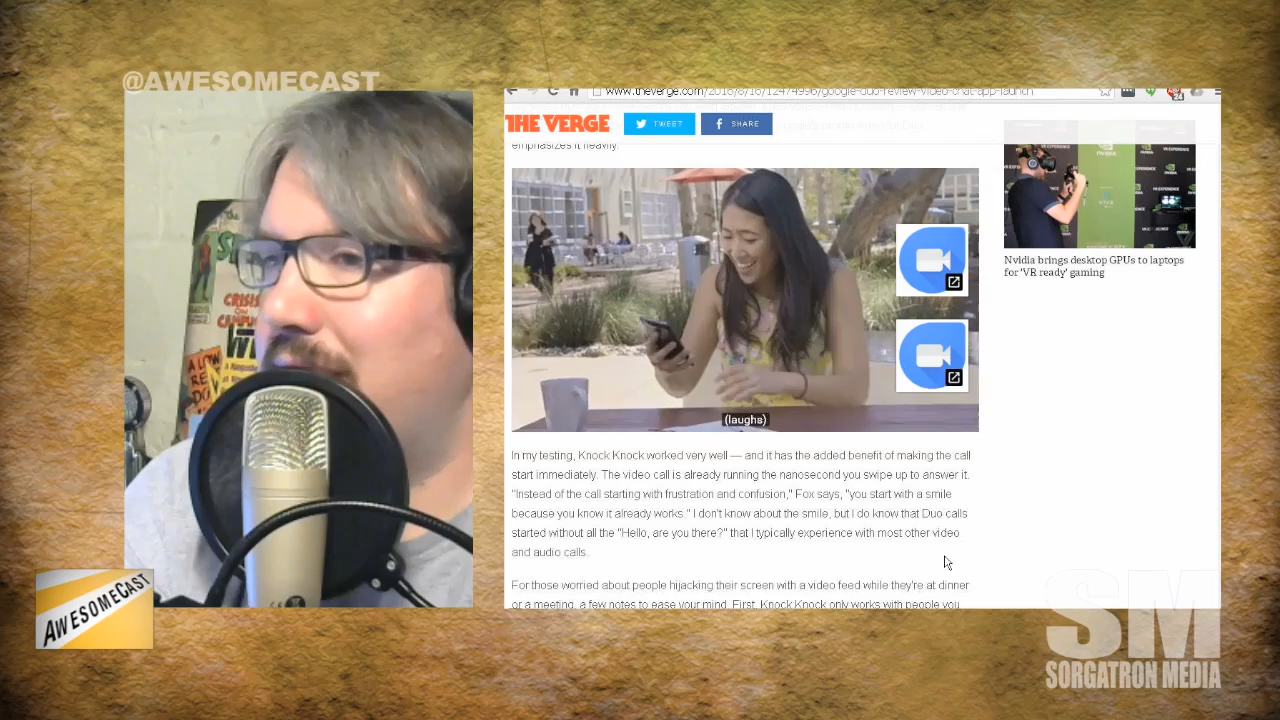 @AWESOMECAST
www.theverge.com/2016/8/16/12474996/google-duo-review-video-chat-app-launch
24
THE VERGE
TWEET
SHARE
emphasizes it heavily.
NVIDIA
VR EXPERIENCE
VIVE
Nvidia brings desktop GPUs to laptops
for 'VR ready' gaming
CRISIS
ON
CAMPUS
(laughs)
In my testing, Knock Knock worked very well — and it has the added benefit of making the call
start immediately. The video call is already running the nanosecond you swipe up to answer it.
"Instead of the call starting with frustration and confusion," Fox says, "you start with a smile
because you know it already works." I don't know about the smile, but I do know that Duo calls
started without all the "Hello, are you there?" that I typically experience with most other video
and audio calls.
For those worried about people hijacking their screen with a video feed while they're at dinner
or a meeting, a few notes to ease your mind. First, Knock Knock only works with people you
AWESOMECAST
SM
SORGATRON MEDIA